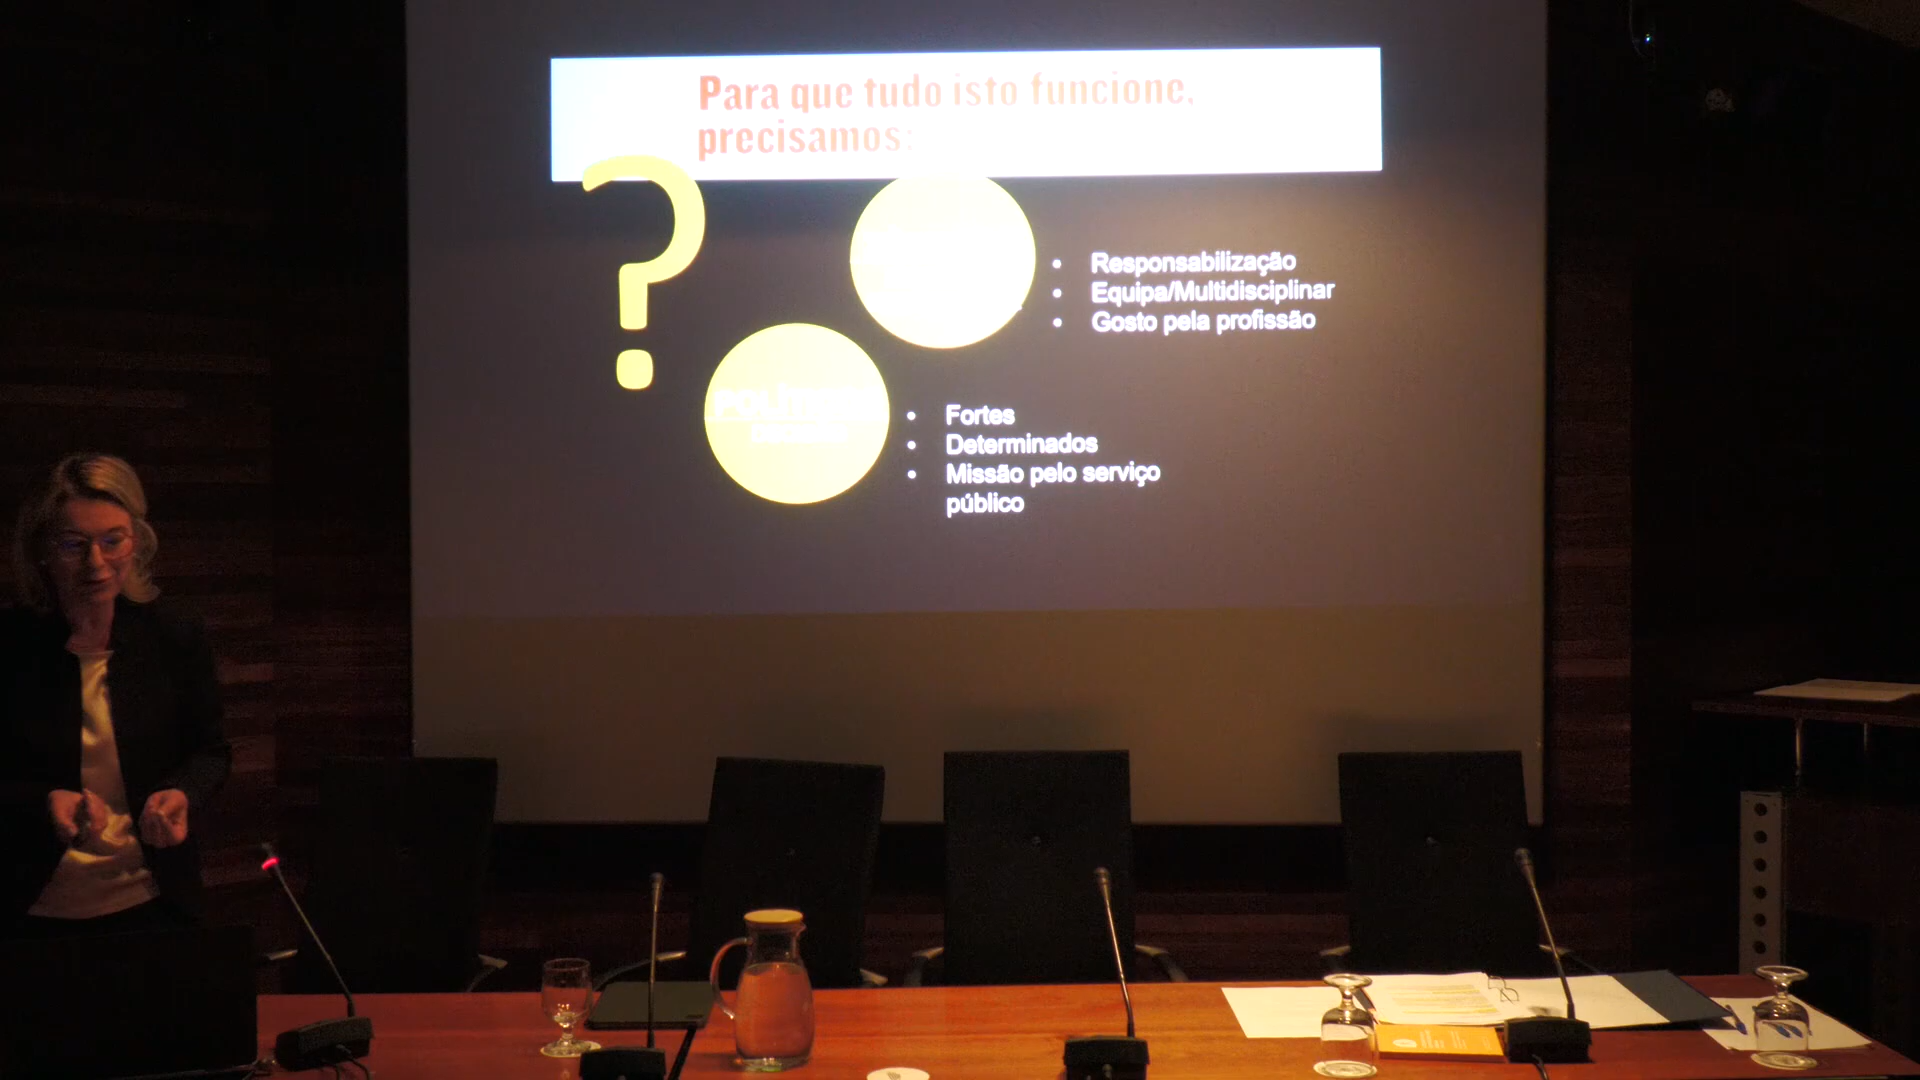 Para que tudo isto funcione,
precisamos:
?
• Responsabilização
• Equipa/Multidisciplinar
• Gosto pela profissão
• Fortes
• Determinados
• Missão pelo serviço
público